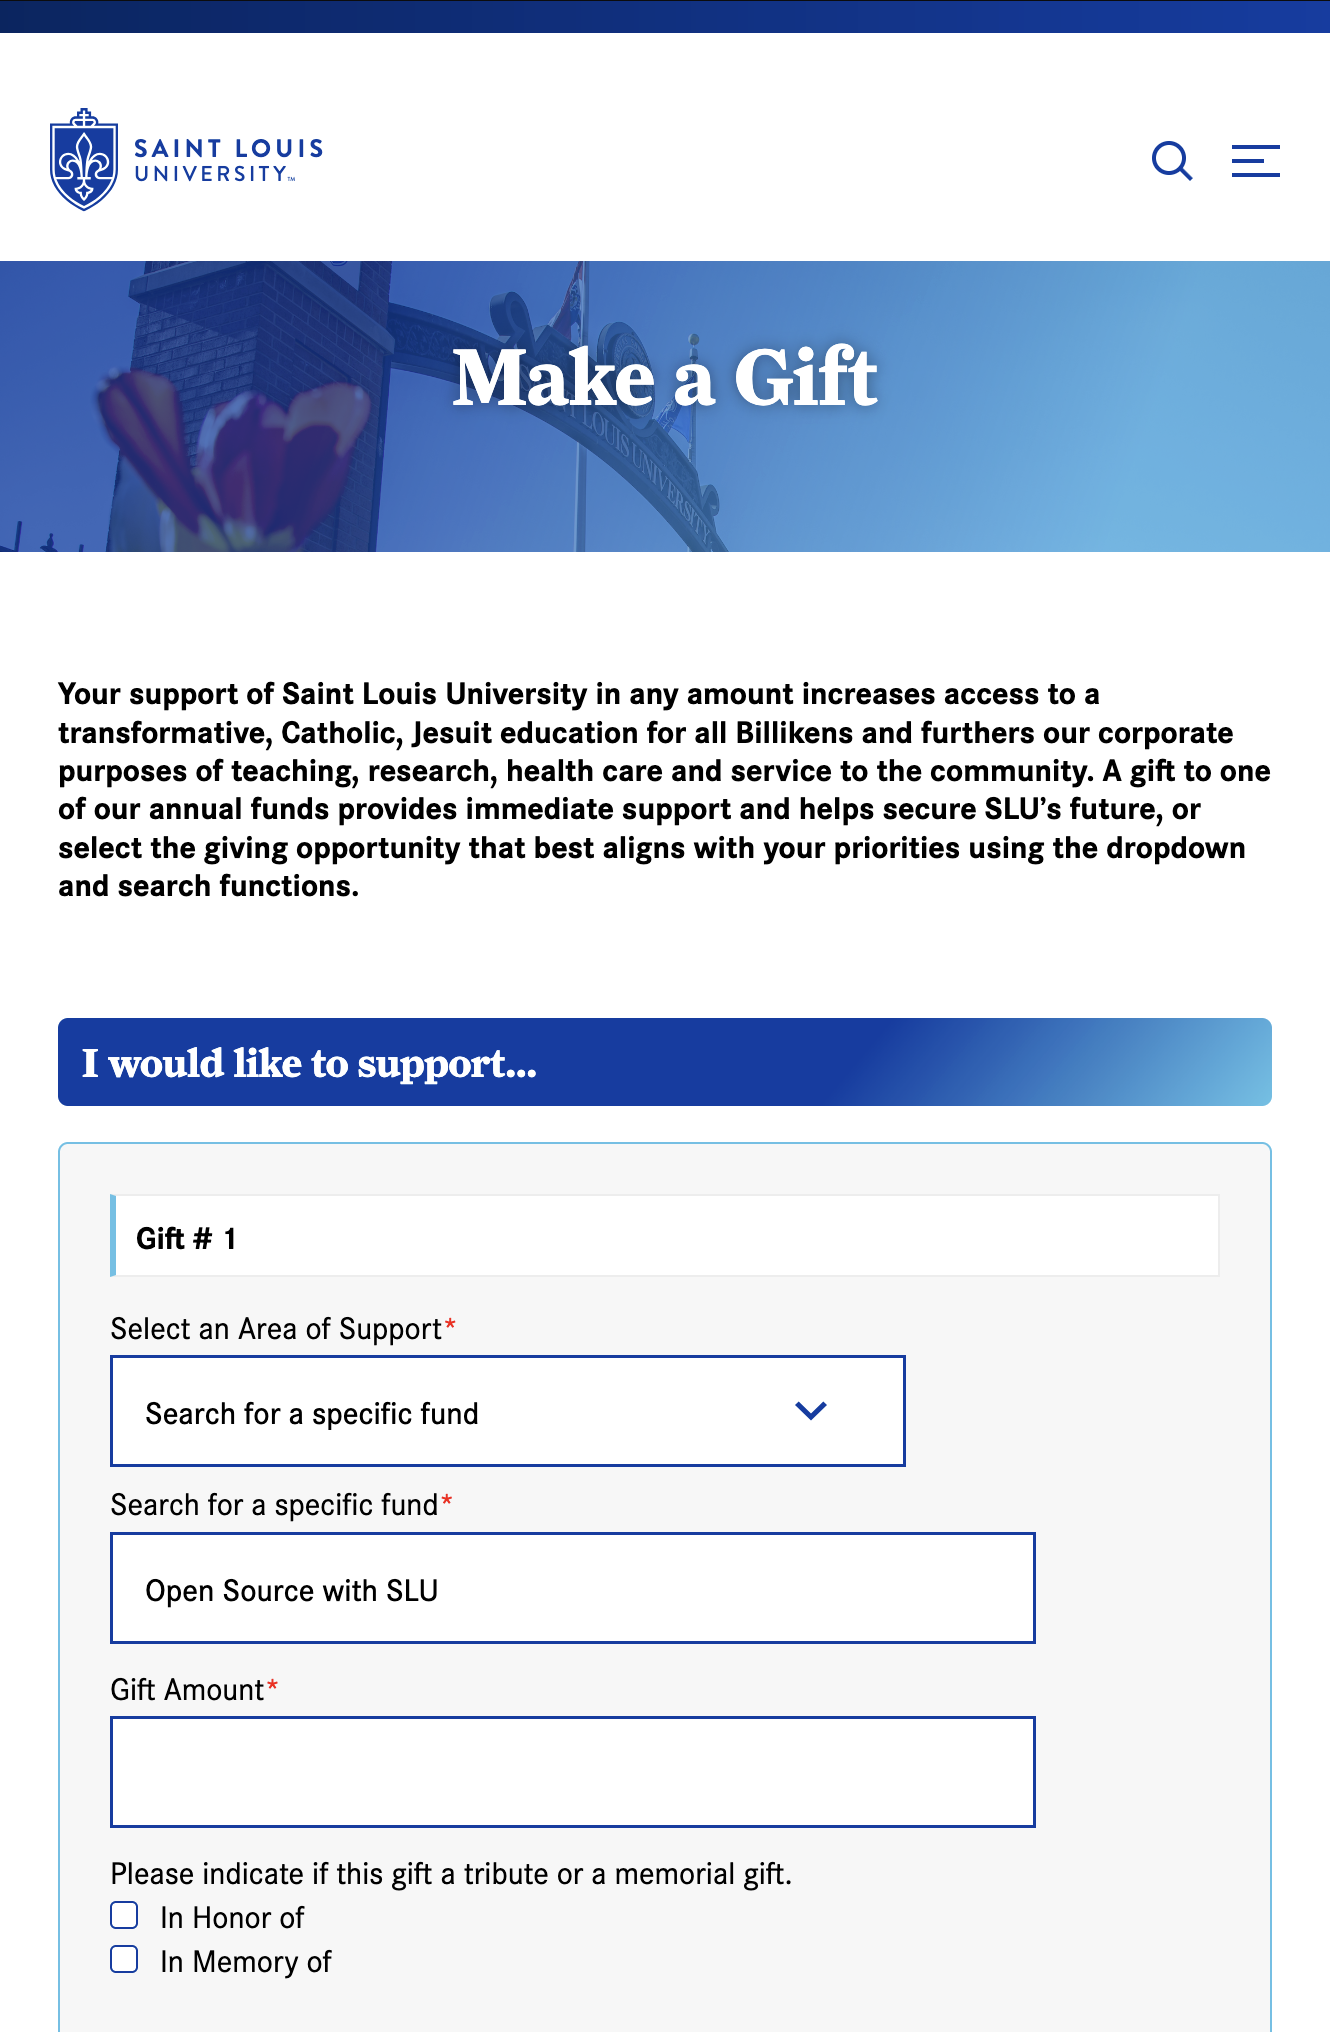 SAINT LOUIS
UNIVERSITY™
Make a Gift
ST LOUIS UNIVERSITY
Your support of Saint Louis University in any amount increases access to a
transformative, Catholic, Jesuit education for all Billikens and furthers our corporate
purposes of teaching, research, health care and service to the community. A gift to one
of our annual funds provides immediate support and helps secure SLU’s future, or
select the giving opportunity that best aligns with your priorities using the dropdown
and search functions.
I would like to support...
Gift # 1
Select an Area of Support*
Search for a specific fund
Search for a specific fund*
Open Source with SLU
Gift Amount*
Please indicate if this gift a tribute or a memorial gift.
In Honor of
In Memory of